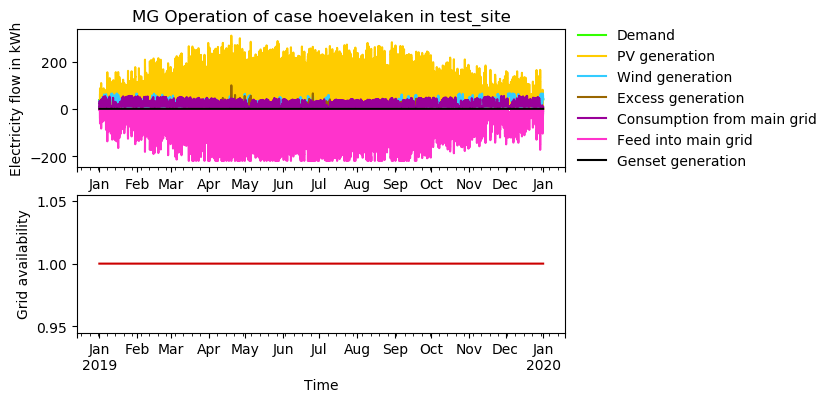 MG Operation of case hoevelaken in test_site
Electricity flow in kWh
200
0
−200
Jan Feb Mar Apr May Jun Jul Aug Sep Oct Nov Dec Jan
Demand
PV generation
Wind generation
Excess generation
Consumption from main grid
Feed into main grid
Genset generation
Grid availability
1.05
1.00
0.95
Jan Feb Mar Apr May Jun Jul Aug Sep Oct Nov Dec Jan
2019 2020
Time